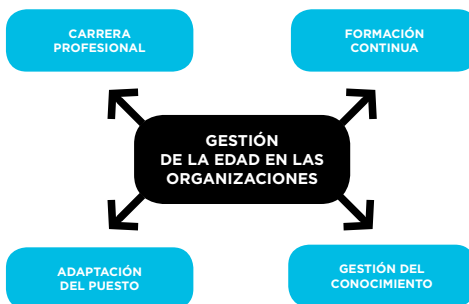 CARRERA
PROFESIONAL
FORMACIÓN
CONTINUA
GESTIÓN
DE LA EDAD EN LAS
ORGANIZACIONES
ADAPTACIÓN
DEL PUESTO
GESTIÓN DEL
CONOCIMIENTO